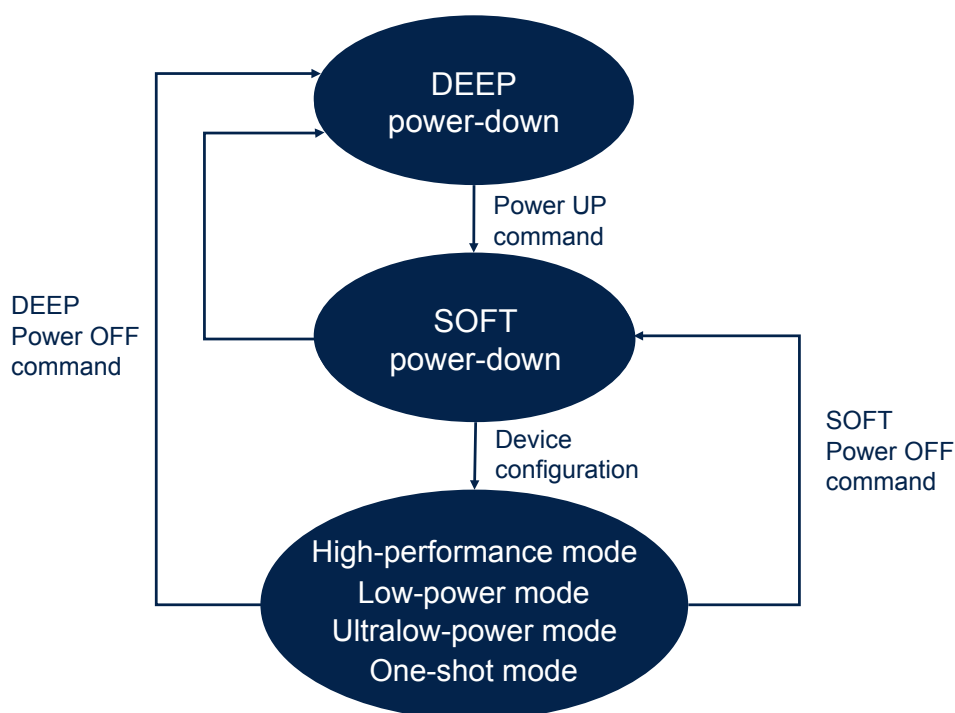 DEEP
power-down
Power UP
command
DEEP
Power OFF
command
SOFT
power-down
SOFT
Power OFF
command
Device
configuration
High-performance mode
Low-power mode
Ultralow-power mode
One-shot mode